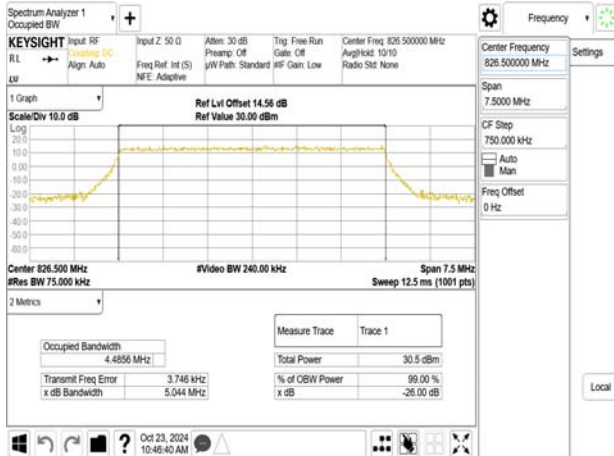 Spectrum Analyzer 1
Occupied BW
+
Frequency
KEYSIGHT
RL
Input: RF
Coupling: DC
Align: Auto
Input Z: 50 Ω
Freq Ref: Int (S)
NFE: Adaptive
Atten: 30 dB
Preamp: Off
µW Path: Standard
Trig: Free Run
Gate: Off
#IF Gain: Low
Center Freq: 826.500000 MHz
Avg|Hold: 10/10
Radio Std: None
Center Frequency
826.500000 MHz
Settings
Span
7.5000 MHz
CF Step
750.000 kHz
Auto
Man
Freq Offset
0 Hz
Local
1 Graph
Scale/Div 10.0 dB
Ref Lvl Offset 14.56 dB
Ref Value 30.00 dBm
Log
20.0
10.0
0.00
-10.0
-20.0
-30.0
-40.0
-50.0
-60.0
Center 826.500 MHz
#Res BW 75.000 kHz
#Video BW 240.00 kHz
Span 7.5 MHz
Sweep 12.5 ms (1001 pts)
2 Metrics
Measure Trace
Trace 1
Occupied Bandwidth
4.4856 MHz
Total Power
30.5 dBm
Transmit Freq Error
3.746 kHz
% of OBW Power
99.00 %
x dB Bandwidth
5.044 MHz
x dB
-26.00 dB
?
Oct 23, 2024
10:46:40 AM